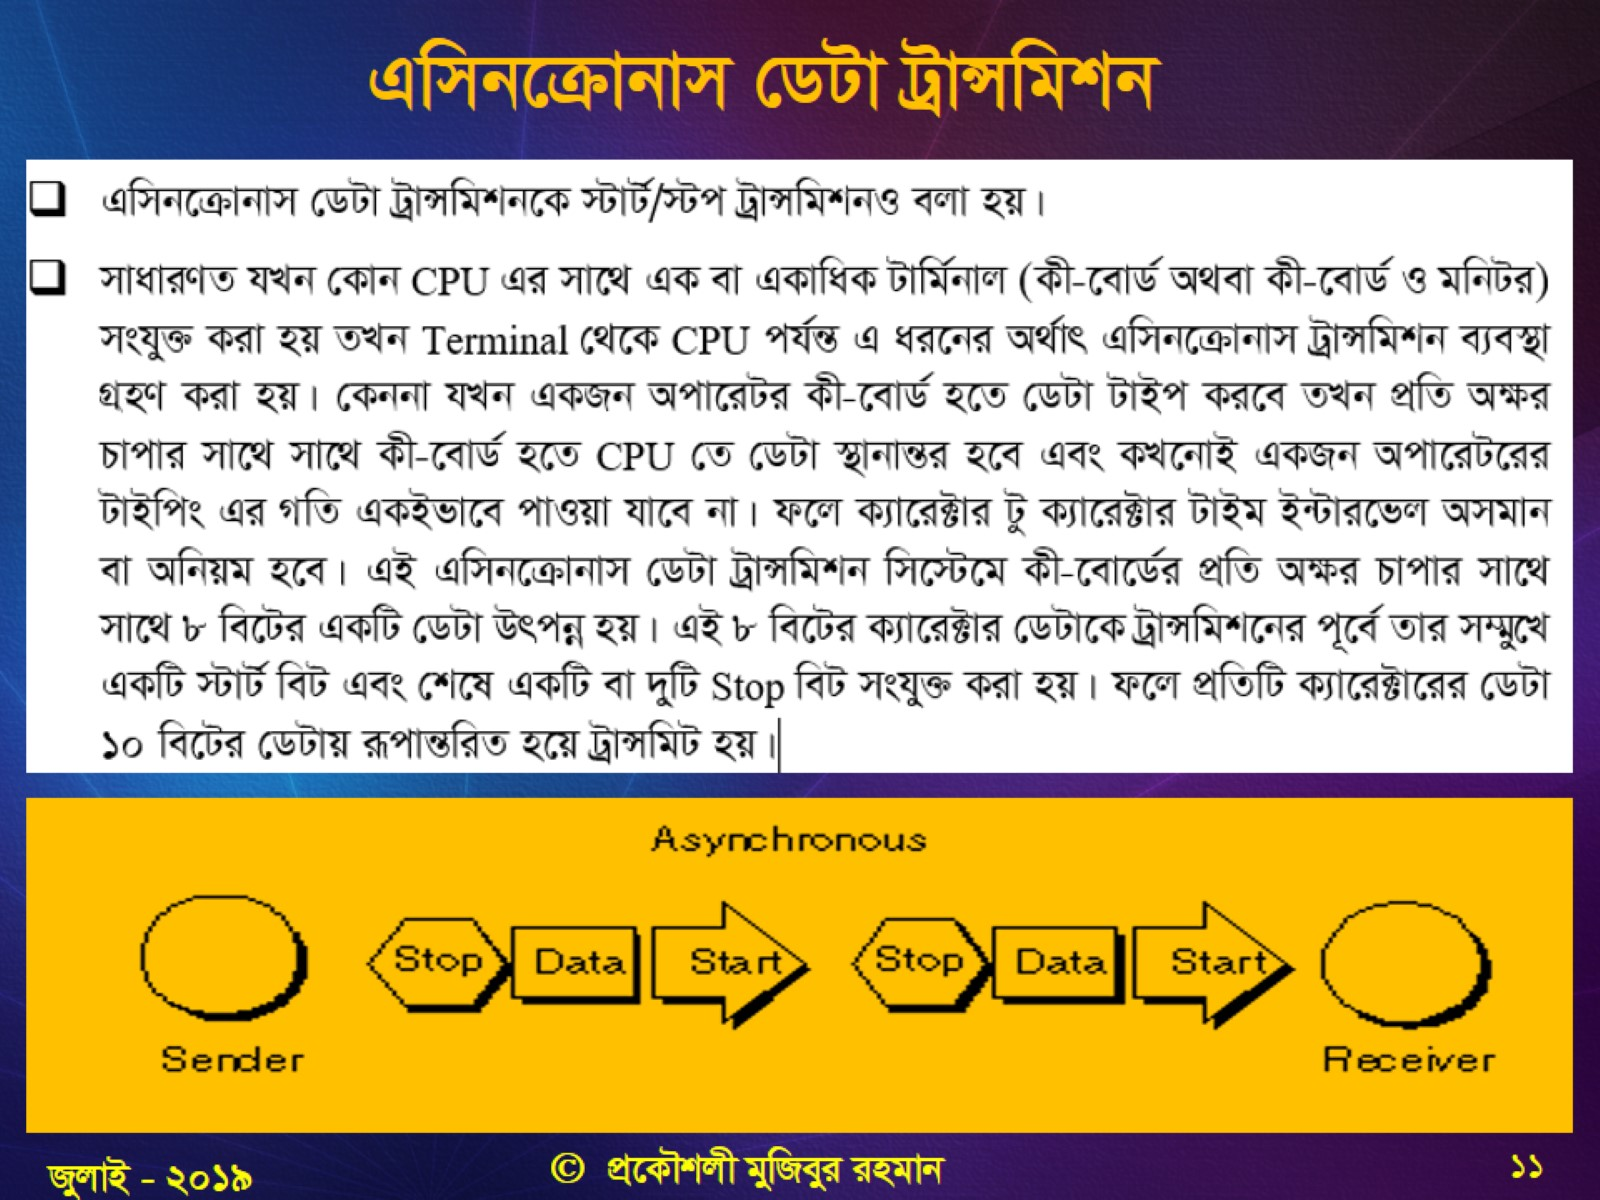 এসিনক্রোনাস ডেটা ট্রান্সমিশন
❑ এসিনক্রোনাস ডেটা ট্রান্সমিশনকে স্টার্ট/স্টপ ট্রান্সমিশনও বলা হয়।
❑ সাধারণত যখন কোন CPU এর সাথে এক বা একাধিক টার্মিনাল (কী-বোর্ড অথবা কী-বোর্ড ও মনিটর)
সংযুক্ত করা হয় তখন Terminal থেকে CPU পর্যন্ত এ ধরনের অর্থাৎ এসিনক্রোনাস ট্রান্সমিশন ব্যবস্থা
গ্রহণ করা হয়। কেননা যখন একজন অপারেটর কী-বোর্ড হতে ডেটা টাইপ করবে তখন প্রতি অক্ষর
চাপার সাথে সাথে কী-বোর্ড হতে CPU তে ডেটা স্থানান্তর হবে এবং কখনোই একজন অপারেটরের
টাইপিং এর গতি একইভাবে পাওয়া যাবে না। ফলে ক্যারেক্টার টু ক্যারেক্টার টাইম ইন্টারভেল অসমান
বা অনিয়ম হবে। এই এসিনক্রোনাস ডেটা ট্রান্সমিশন সিস্টেমে কী-বোর্ডের প্রতি অক্ষর চাপার সাথে
সাথে ৮ বিটের একটি ডেটা উৎপন্ন হয়। এই ৮ বিটের ক্যারেক্টার ডেটাকে ট্রান্সমিশনের পূর্বে তার সম্মুখে
একটি স্টার্ট বিট এবং শেষে একটি বা দুটি Stop বিট সংযুক্ত করা হয়। ফলে প্রতিটি ক্যারেক্টারের ডেটা
১০ বিটের ডেটায় রূপান্তরিত হয়ে ট্রান্সমিট হয়।
Asynchronous
Stop Data Start Stop Data Start
Sender Receiver
জুলাই - ২০১৯ © প্রকৌশলী মুজিবুর রহমান ১১